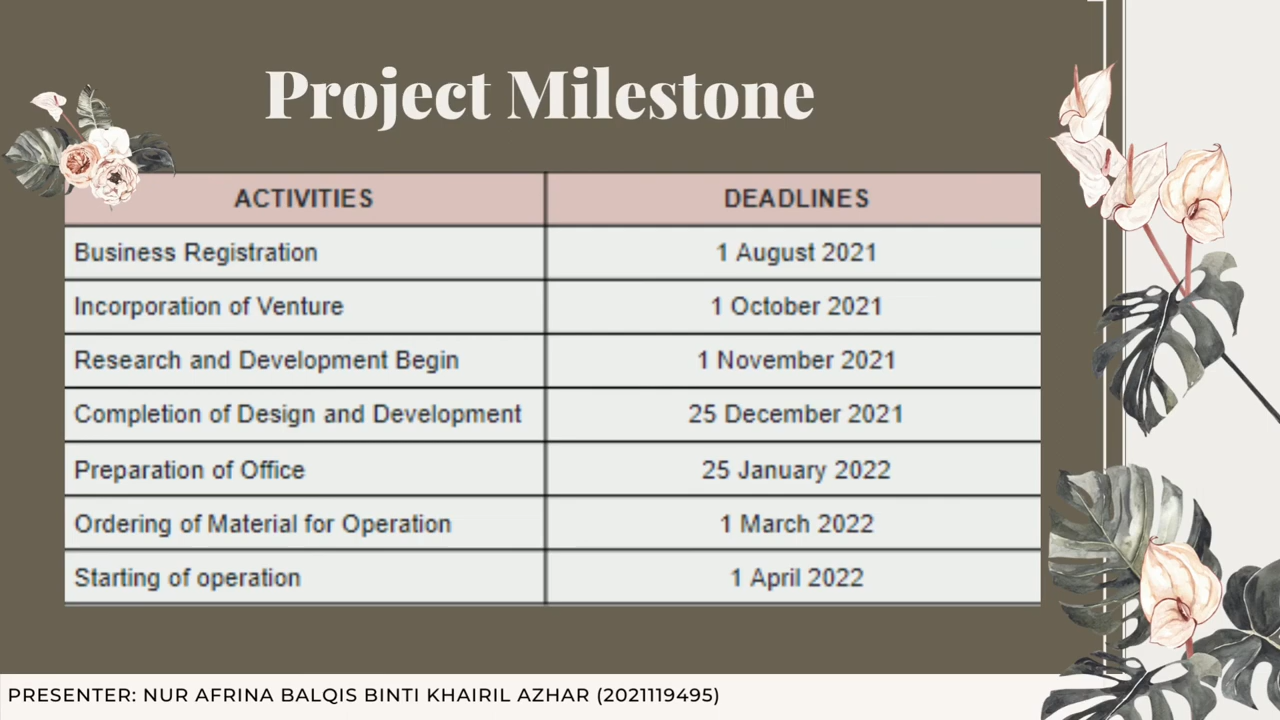 Project Milestone
ACTIVITIES DEADLINES
Business Registration 1 August 2021
Incorporation of Venture 1 October 2021
Research and Development Begin 1 November 2021
Completion of Design and Development 25 December 2021
Preparation of Office 25 January 2022
Ordering of Material for Operation 1 March 2022
Starting of operation 1 April 2022
PRESENTER: NUR AFRINA BALQIS BINTI KHAIRIL AZHAR (2021119495)